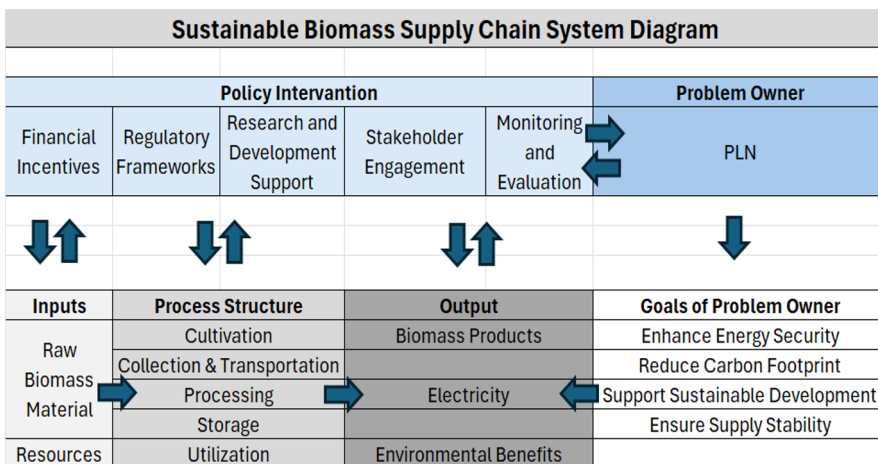 Sustainable Biomass Supply Chain System Diagram
Policy Intervantion
Problem Owner
Financial
Incentives
Regulatory
Frameworks
Research and
Development
Support
Stakeholder
Engagement
Monitoring
and
Evaluation
PLN
Inputs
Process Structure
Output
Goals of Problem Owner
Raw
Biomass
Material
Cultivation
Biomass Products
Enhance Energy Security
Collection & Transportation
Reduce Carbon Footprint
Processing
Electricity
Support Sustainable Development
Storage
Ensure Supply Stability
Resources
Utilization
Environmental Benefits